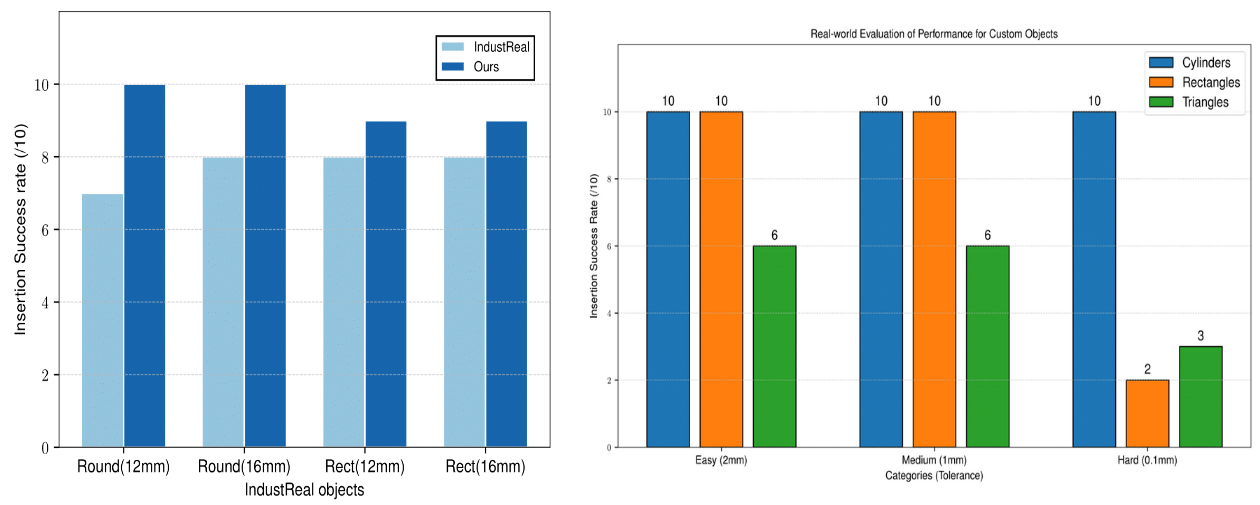 IndustReal
Ours
10
8
6
4
2
0
Insertion Success rate (/10)
Round(12mm)
Round(16mm)
Rect(12mm)
Rect(16mm)
IndustReal objects
Real-world Evaluation of Performance for Custom Objects
Cylinders
Rectangles
Triangles
10
8
6
4
2
0
Insertion Success Rate (/10)
10
10
6
10
10
6
10
2
3
Easy (2mm)
Medium (1mm)
Hard (0.1mm)
Categories (Tolerance)